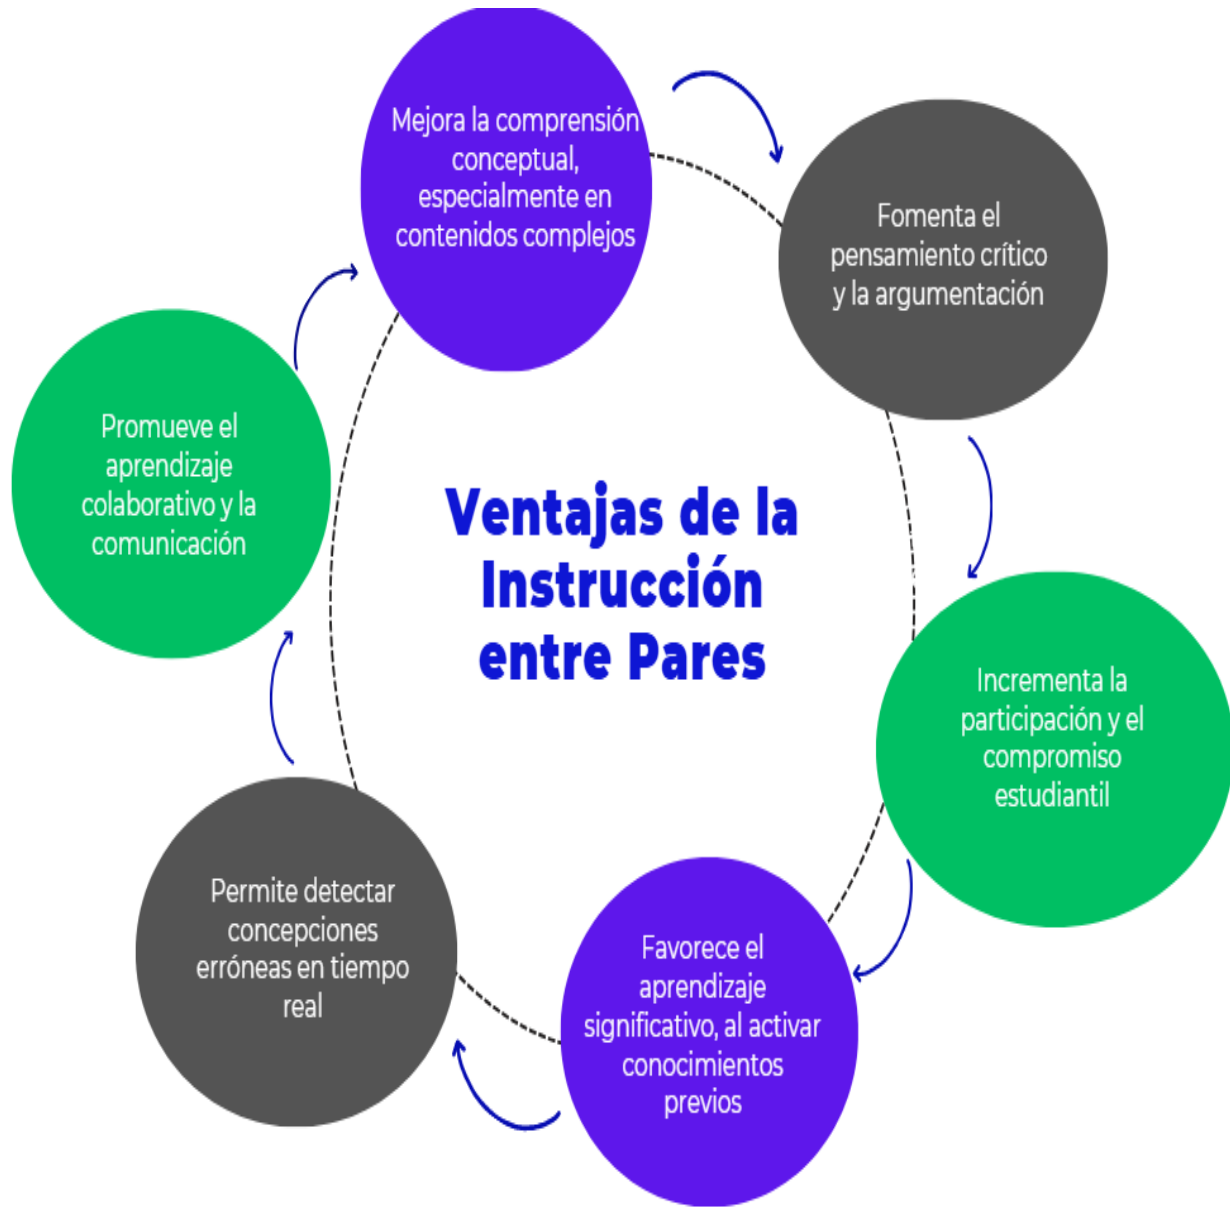 Mejora la comprensión
conceptual,
especialmente en
contenidos complejos
Fomenta el
pensamiento crítico
y la argumentación
Incrementa la
participación y el
compromiso
estudiantil
Favorece el
aprendizaje
significativo, al activar
conocimientos
previos
Permite detectar
concepciones
erróneas en tiempo
real
Promueve el
aprendizaje
colaborativo y la
comunicación
Ventajas de la
Instrucción
entre Pares